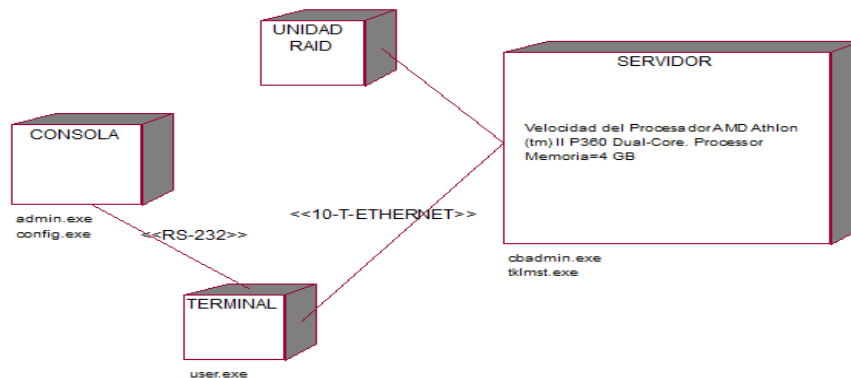 UNIDAD
RAID
SERVIDOR
Velocidad del Procesador AMD Athlon
(tm) II P360 Dual-Core. Processor
Memoria=4 GB
CONSOLA
admin.exe
config.exe
<<RS-232>>
<<10-T-ETHERNET>>
cbadmin.exe
tklmst.exe
TERMINAL
user.exe